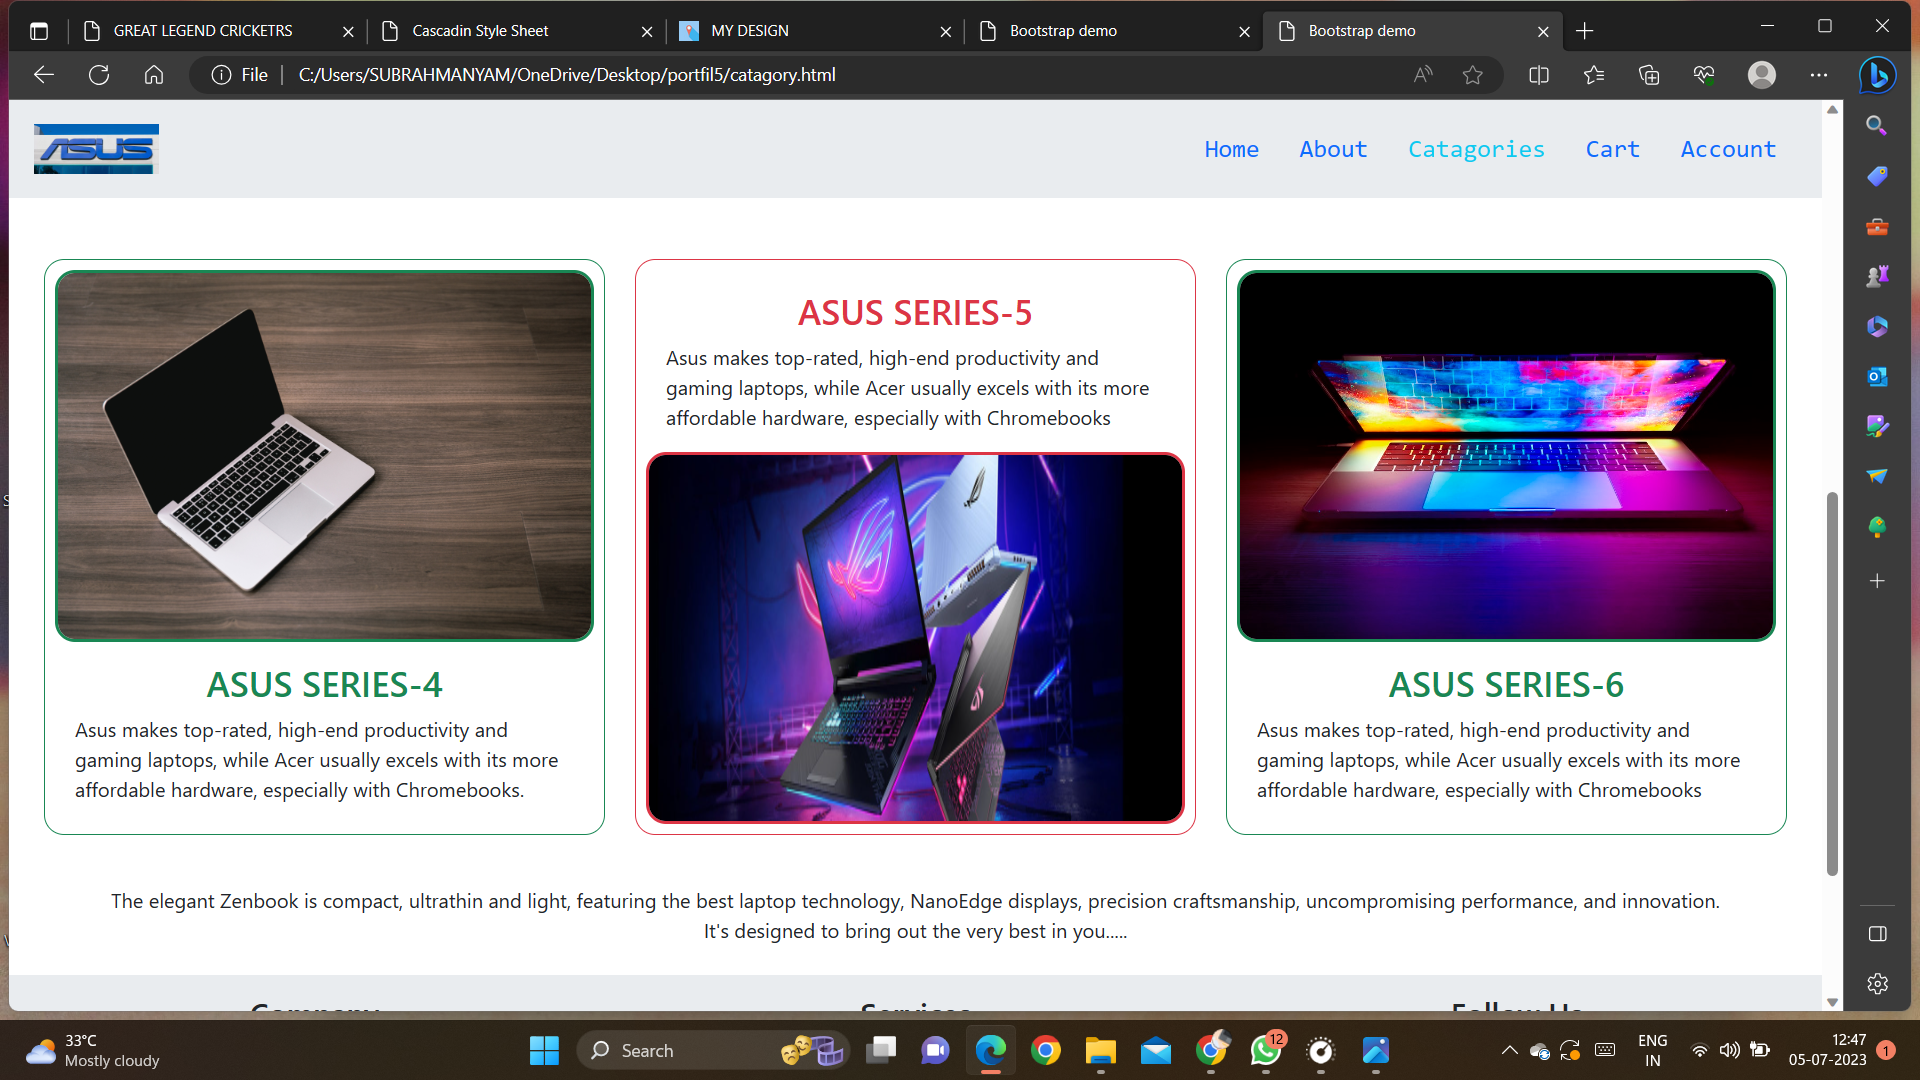 GREAT LEGEND CRICKETRS
Cascadin Style Sheet
MY DESIGN
Bootstrap demo
Bootstrap demo
File
C:/Users/SUBRAHMANYAM/OneDrive/Desktop/portfil5/catagory.html
ASUS
Home
About
Catagories
Cart
Account
ASUS SERIES-4
Asus makes top-rated, high-end productivity and
gaming laptops, while Acer usually excels with its more
affordable hardware, especially with Chromebooks.
ASUS SERIES-5
Asus makes top-rated, high-end productivity and
gaming laptops, while Acer usually excels with its more
affordable hardware, especially with Chromebooks
ASUS SERIES-6
Asus makes top-rated, high-end productivity and
gaming laptops, while Acer usually excels with its more
affordable hardware, especially with Chromebooks
The elegant Zenbook is compact, ultrathin and light, featuring the best laptop technology, NanoEdge displays, precision craftsmanship, uncompromising performance, and innovation.
It's designed to bring out the very best in you.....
Company
Services
Follow Us
33°C
Mostly cloudy
Search
12
ENG
IN
12:47
05-07-2023
1